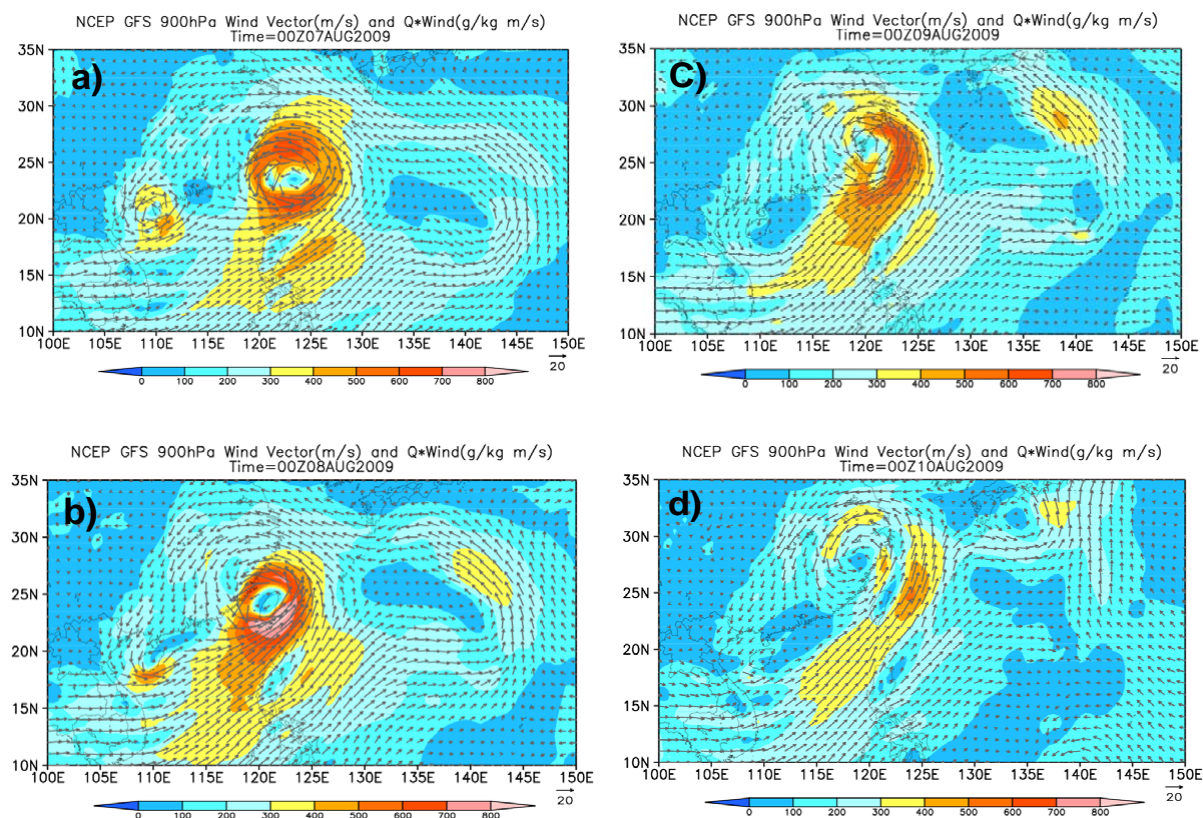 NCEP GFS 900hPa Wind Vector(m/s) and Q*Wind(g/kg m/s)
Time=00Z07AUG2009
a)
35N
30N
25N
20N
15N
10N
100E 105E 110E 115E 120E 125E 130E 135E 140E 145E 150E
20
0 100 200 300 400 500 600 700 800
NCEP GFS 900hPa Wind Vector(m/s) and Q*Wind(g/kg m/s)
Time=00Z09AUG2009
C)
35N
30N
25N
20N
15N
10N
100E 105E 110E 115E 120E 125E 130E 135E 140E 145E 150E
20
0 100 200 300 400 500 600 700 800
NCEP GFS 900hPa Wind Vector(m/s) and Q*Wind(g/kg m/s)
Time=00Z08AUG2009
b)
35N
30N
25N
20N
15N
10N
100E 105E 110E 115E 120E 125E 130E 135E 140E 145E 150E
20
0 100 200 300 400 500 600 700 800
NCEP GFS 900hPa Wind Vector(m/s) and Q*Wind(g/kg m/s)
Time=00Z10AUG2009
d)
35N
30N
25N
20N
15N
10N
100E 105E 110E 115E 120E 125E 130E 135E 140E 145E 150E
20
0 100 200 300 400 500 600 700 800